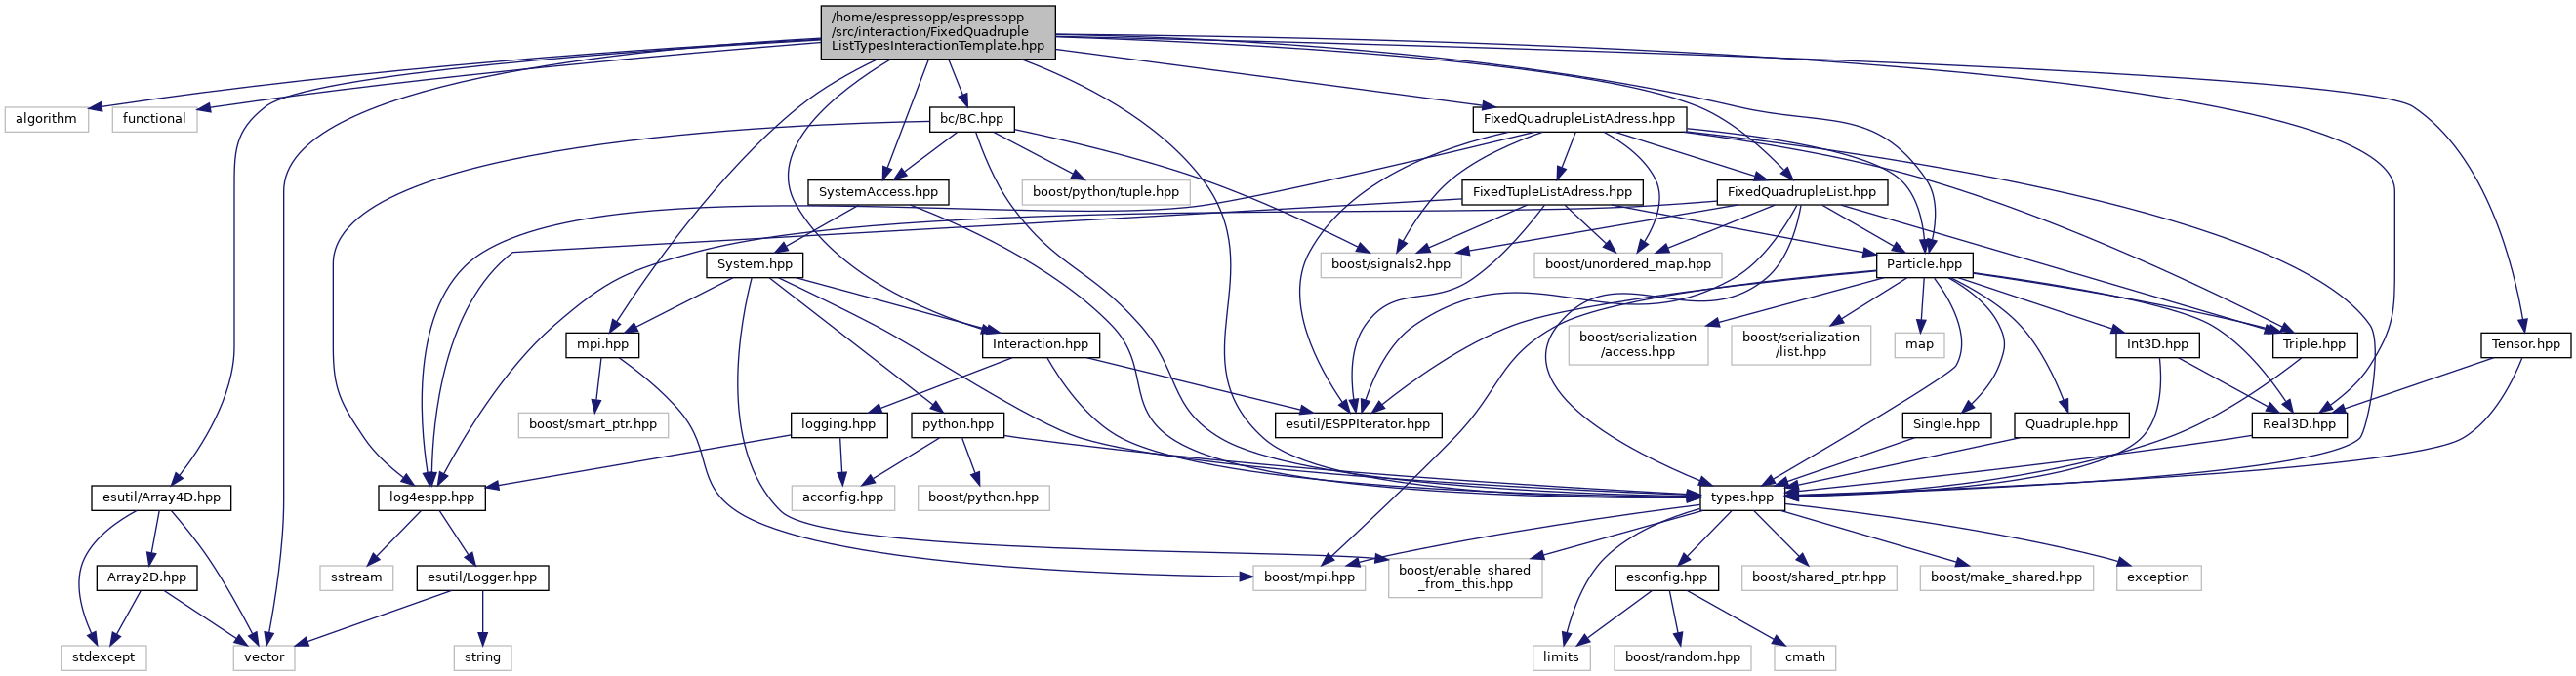 /home/espressopp/espressopp
/src/interaction/FixedQuadruple
ListTypesInteractionTemplate.hpp
algorithm
functional
bc/BC.hpp
FixedQuadrupleListAdress.hpp
SystemAccess.hpp
boost/python/tuple.hpp
FixedTupleListAdress.hpp
FixedQuadrupleList.hpp
System.hpp
boost/signals2.hpp
boost/unordered_map.hpp
Particle.hpp
mpi.hpp
Interaction.hpp
boost/serialization
/access.hpp
boost/serialization
/list.hpp
map
Int3D.hpp
Triple.hpp
Tensor.hpp
boost/smart_ptr.hpp
logging.hpp
python.hpp
esutil/ESPPIterator.hpp
Single.hpp
Quadruple.hpp
Real3D.hpp
esutil/Array4D.hpp
log4espp.hpp
acconfig.hpp
boost/python.hpp
types.hpp
Array2D.hpp
sstream
esutil/Logger.hpp
boost/mpi.hpp
boost/enable_shared
_from_this.hpp
esconfig.hpp
boost/shared_ptr.hpp
boost/make_shared.hpp
exception
stdexcept
vector
string
limits
boost/random.hpp
cmath